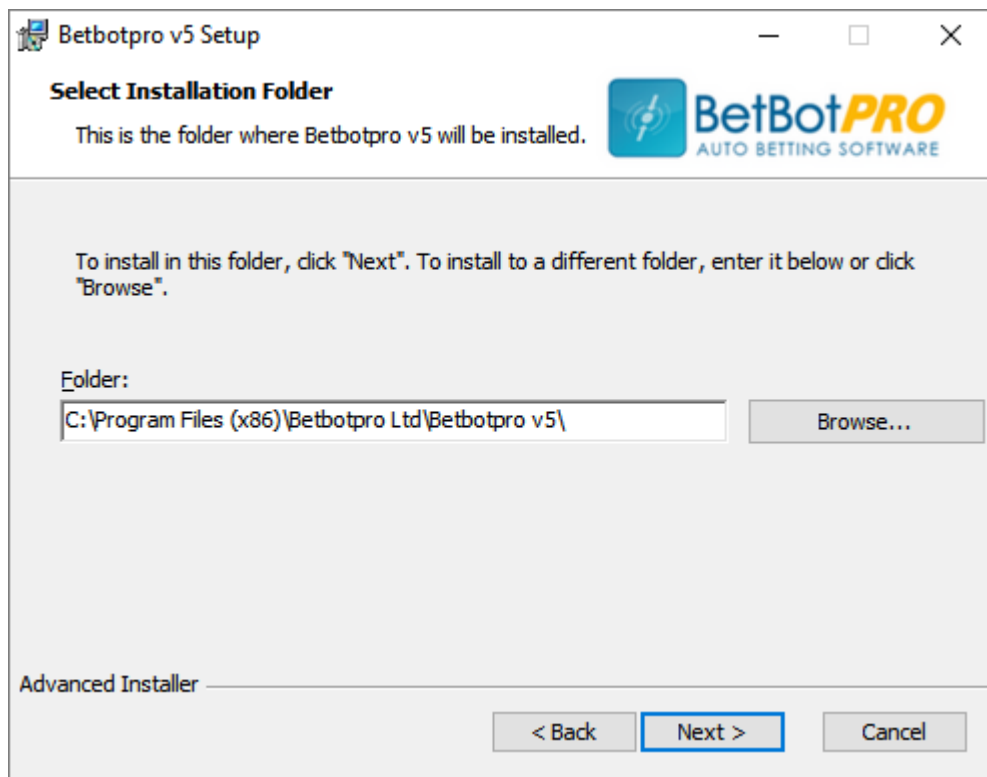 Betbotpro v5 Setup
Select Installation Folder
This is the folder where Betbotpro v5 will be installed.
BetBotPRO
AUTO BETTING SOFTWARE
To install in this folder, click "Next". To install to a different folder, enter it below or click
"Browse".
Folder:
C:\Program Files (x86)\Betbotpro Ltd\Betbotpro v5\
Browse...
Advanced Installer
< Back
Next >
Cancel